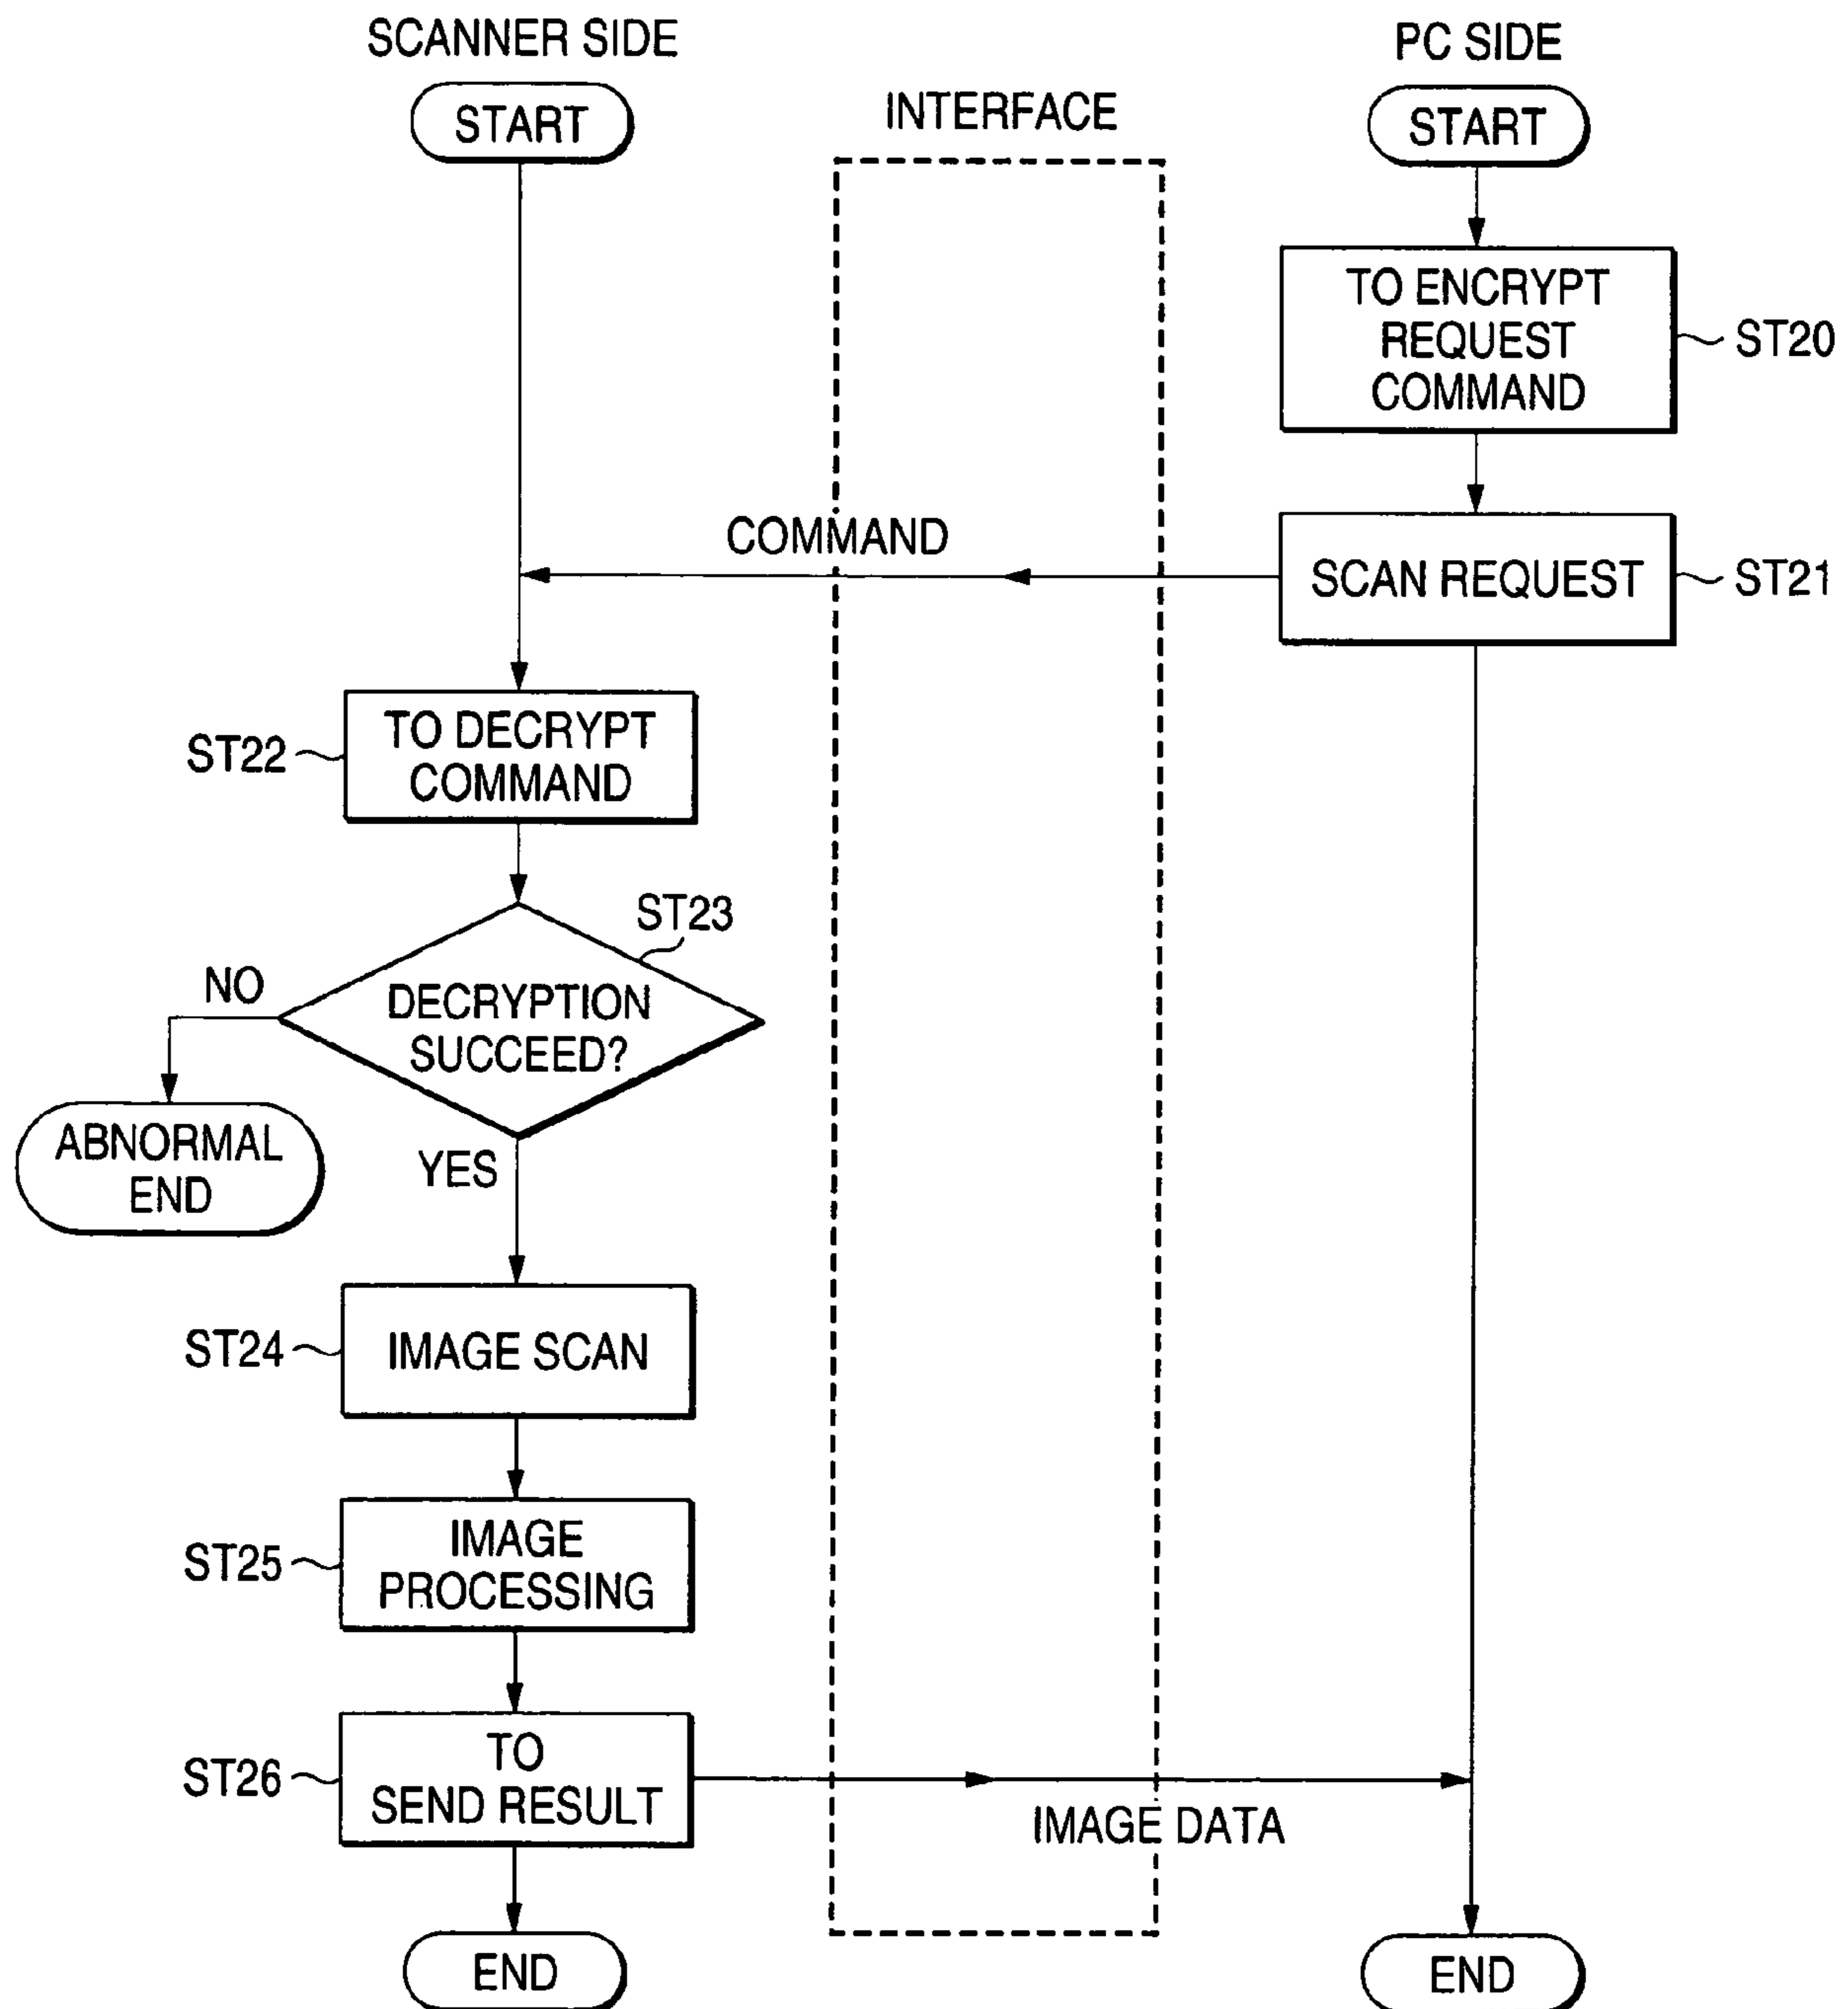 SCANNER SIDE
PC SIDE
START
INTERFACE
START
TO ENCRYPT
REQUEST
COMMAND
ST20
COMMAND
SCAN REQUEST
ST21
ST22
TO DECRYPT
COMMAND
ST23
NO
DECRYPTION
SUCCEED?
ABNORMAL
END
YES
ST24
IMAGE SCAN
ST25
IMAGE
PROCESSING
ST26
TO
SEND RESULT
IMAGE DATA
END
END